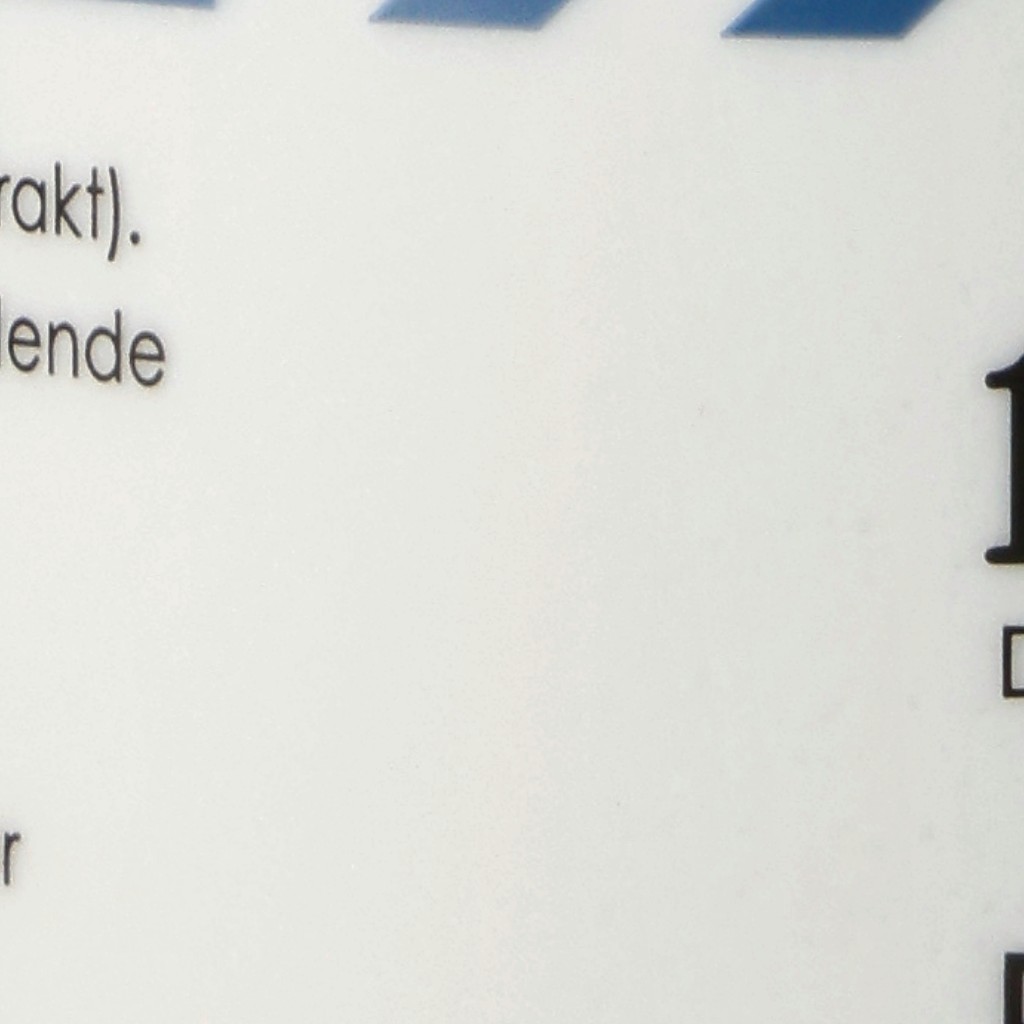 rakt).
lende
r